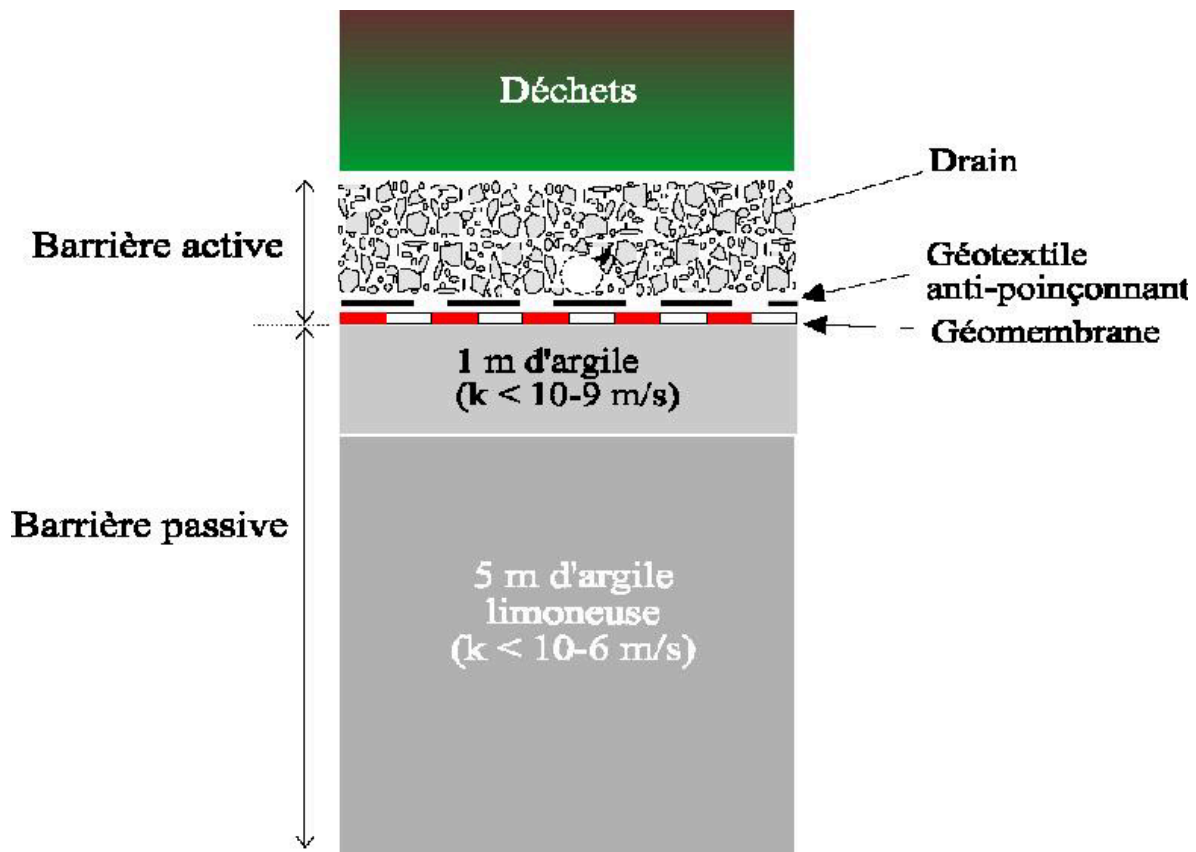 Déchets
Drain
Barrière active
Géotextile
anti-poinçonnant
Géomembrane
1 m d'argile
(k < 10-9 m/s)
Barrière passive
5 m d'argile
limoneuse
(k < 10-6 m/s)